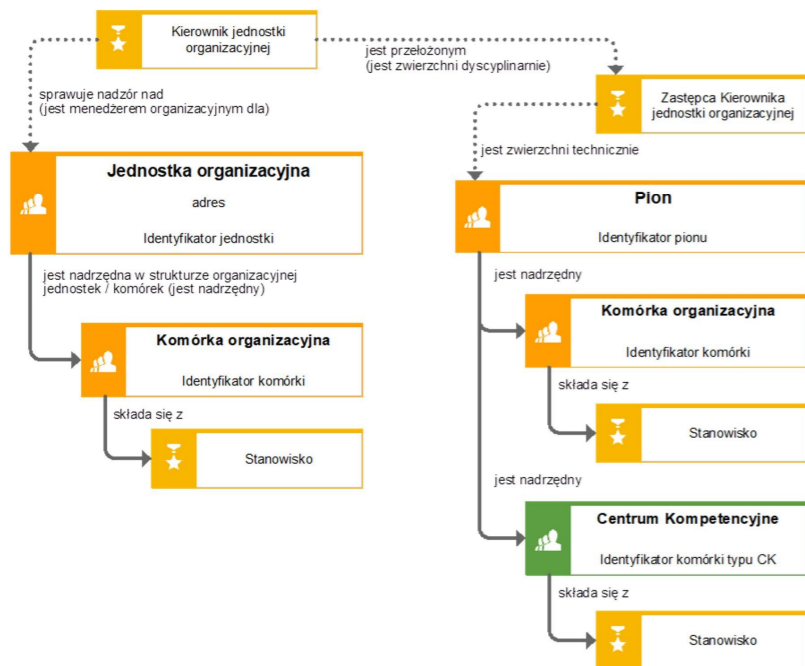 Kierownik jednostki
organizacyjnej
jest przełożonym
(jest zwierzchni dyscyplinarnie)
sprawuje nadzór nad
(jest menedżerem organizacyjnym dla)
Zastępca Kierownika
jednostki organizacyjnej
jest zwierzchni technicznie
Jednostka organizacyjna
adres
Identyfikator jednostki
Pion
Identyfikator pionu
jest nadrzędna w strukturze organizacyjnej
jednostek / komórek (jest nadrzędny)
jest nadrzędny
Komórka organizacyjna
Identyfikator komórki
Komórka organizacyjna
Identyfikator komórki
składa się z
składa się z
Stanowisko
Stanowisko
jest nadrzędny
Centrum Kompetencyjne
Identyfikator komórki typu CK
składa się z
Stanowisko